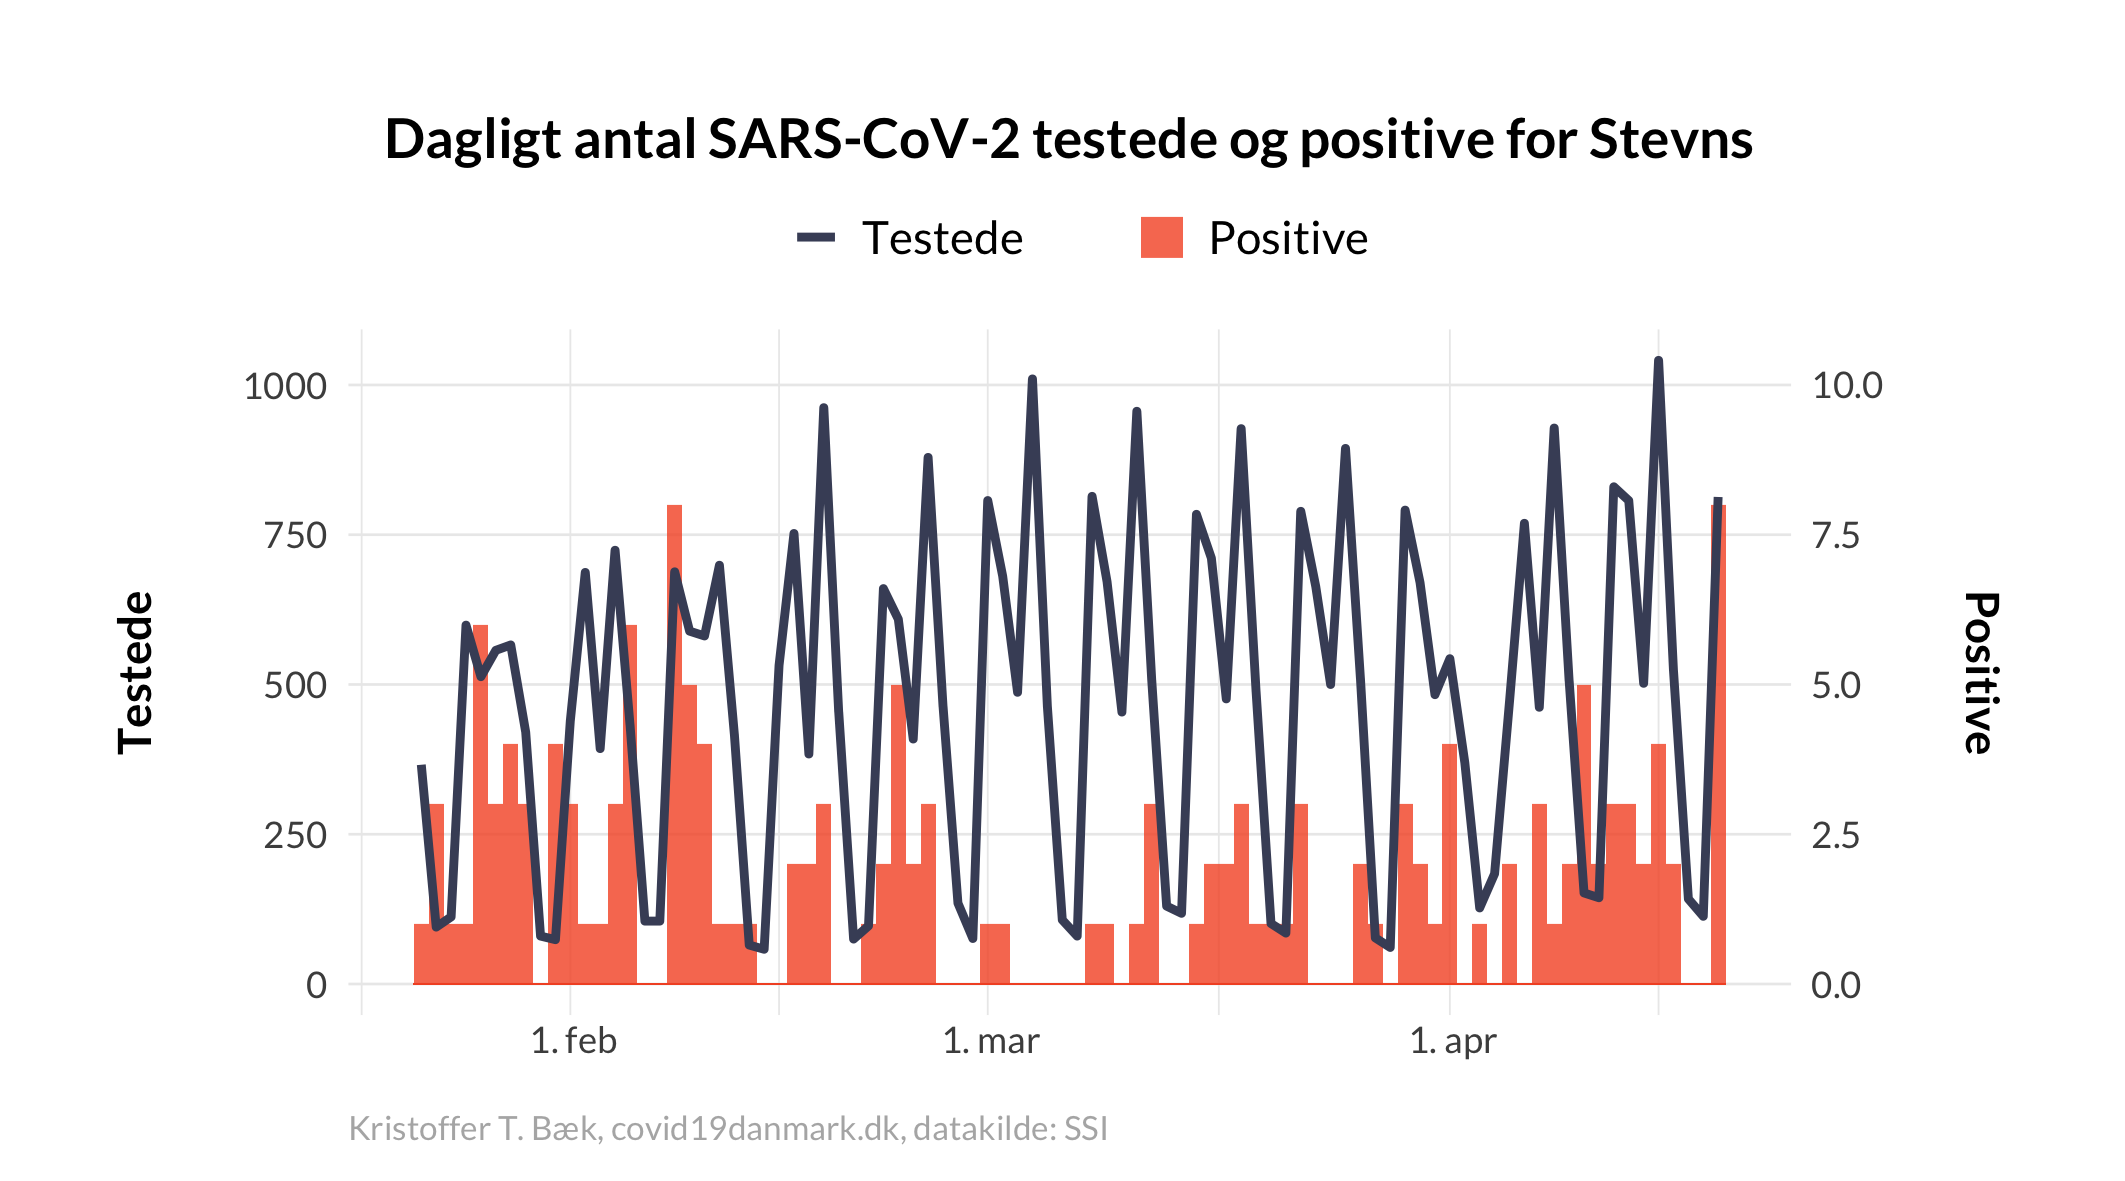 Dagligt antal SARS-CoV-2 testede og positive for Stevns
Testede
Positive
1000
750
500
250
0
10.0
7.5
5.0
2.5
0.0
Testede
Positive
1. feb
1. mar
1. apr
Kristoffer T. Bæk, covid19danmark.dk, datakilde: SSI